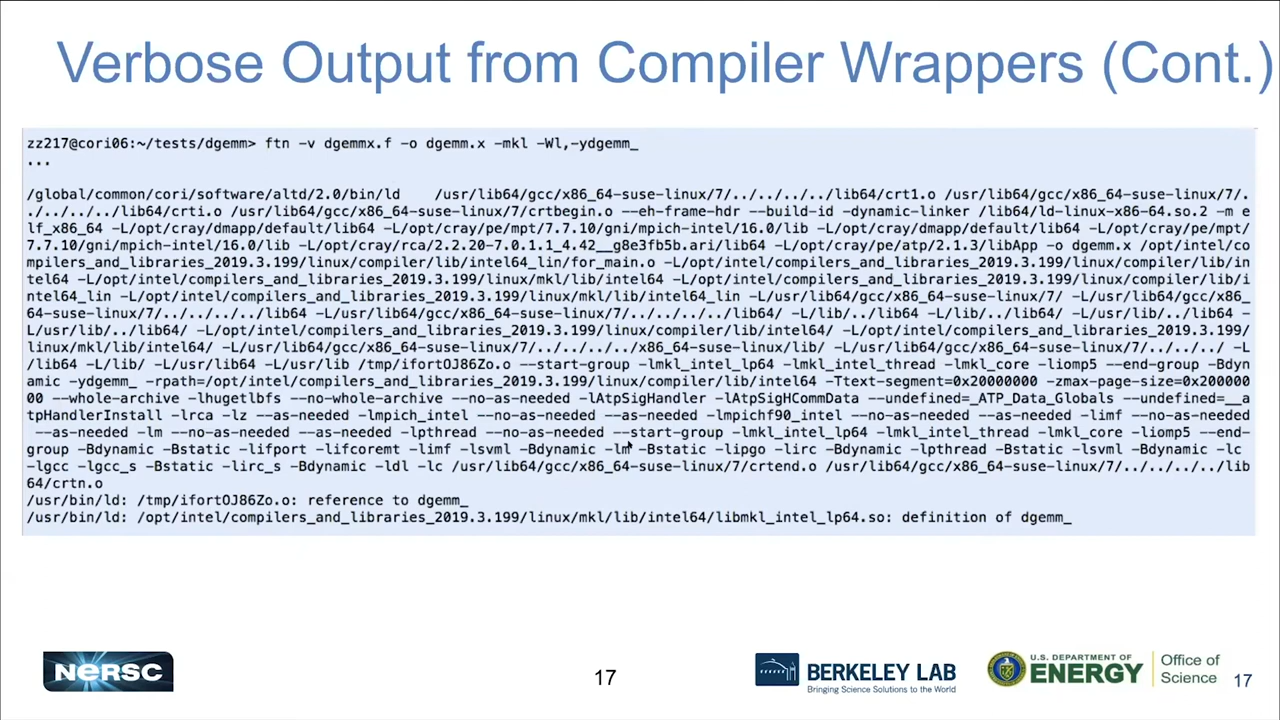 Verbose Output from Compiler Wrappers (Cont.)
zz217@cori06:~/tests/dgemm> ftn -v dgemmx.f -o dgemm.x -mkl -Wl,-ydgemm_
...
/global/common/cori/software/altd/2.0/bin/ld    /usr/lib64/gcc/x86_64-suse-linux/7/../../../../lib64/crt1.o /usr/lib64/gcc/x86_64-suse-linux/7/.
./../../../lib64/crti.o /usr/lib64/gcc/x86_64-suse-linux/7/crtbegin.o --eh-frame-hdr --build-id -dynamic-linker /lib64/ld-linux-x86-64.so.2 -m e
lf_x86_64 -L/opt/cray/dmapp/default/lib64 -L/opt/cray/pe/mpt/7.7.10/gni/mpich-intel/16.0/lib -L/opt/cray/dmapp/default/lib64 -L/opt/cray/pe/mpt/
7.7.10/gni/mpich-intel/16.0/lib -L/opt/cray/rca/2.2.20-7.0.1.1_4.42__g8e3fb5b.ari/lib64 -L/opt/cray/pe/atp/2.1.3/libApp -o dgemm.x /opt/intel/co
mpilers_and_libraries_2019.3.199/linux/compiler/lib/intel64_lin/for_main.o -L/opt/intel/compilers_and_libraries_2019.3.199/linux/compiler/lib/in
tel64 -L/opt/intel/compilers_and_libraries_2019.3.199/linux/mkl/lib/intel64 -L/opt/intel/compilers_and_libraries_2019.3.199/linux/compiler/lib/i
ntel64_lin -L/opt/intel/compilers_and_libraries_2019.3.199/linux/mkl/lib/intel64_lin -L/usr/lib64/gcc/x86_64-suse-linux/7/ -L/usr/lib64/gcc/x86_
64-suse-linux/7/../../../../lib64 -L/usr/lib64/gcc/x86_64-suse-linux/7/../../../../lib64/ -L/lib/../lib64 -L/lib/../lib64/ -L/usr/lib/../lib64 -
L/usr/lib/../lib64/ -L/opt/intel/compilers_and_libraries_2019.3.199/linux/compiler/lib/intel64/ -L/opt/intel/compilers_and_libraries_2019.3.199/
linux/mkl/lib/intel64/ -L/usr/lib64/gcc/x86_64-suse-linux/7/../../../../x86_64-suse-linux/lib/ -L/usr/lib64/gcc/x86_64-suse-linux/7/../../../ -L
/lib64 -L/lib/ -L/usr/lib64 -L/usr/lib /tmp/ifortOJ86Zo.o --start-group -lmkl_intel_lp64 -lmkl_intel_thread -lmkl_core -liomp5 --end-group -Bdyn
amic -ydgemm_ -rpath=/opt/intel/compilers_and_libraries_2019.3.199/linux/compiler/lib/intel64 -Ttext-segment=0x20000000 -zmax-page-size=0x200000
00 --whole-archive -lhugetlbfs --no-whole-archive --no-as-needed -lAtpSigHandler -lAtpSigHCommData --undefined=_ATP_Data_Globals --undefined=__a
tpHandlerInstall -lrca -lz --as-needed -lmpich_intel --no-as-needed --as-needed -lmpichf90_intel --no-as-needed --as-needed -limf --no-as-needed
--as-needed -lm --no-as-needed --as-needed -lpthread --no-as-needed --start-group -lmkl_intel_lp64 -lmkl_intel_thread -lmkl_core -liomp5 --end-
group -Bdynamic -Bstatic -lifport -lifcoremt -limf -lsvml -Bdynamic -lm -Bstatic -lipgo -lirc -Bdynamic -lpthread -Bstatic -lsvml -Bdynamic -lc
-lgcc -lgcc_s -Bstatic -lirc_s -Bdynamic -ldl -lc /usr/lib64/gcc/x86_64-suse-linux/7/crtend.o /usr/lib64/gcc/x86_64-suse-linux/7/../../../../lib
64/crtn.o
/usr/bin/ld: /tmp/ifortOJ86Zo.o: reference to dgemm_
/usr/bin/ld: /opt/intel/compilers_and_libraries_2019.3.199/linux/mkl/lib/intel64/libmkl_intel_lp64.so: definition of dgemm_
NERSC
17
BERKELEY LAB
Bringing Science Solutions to the World
U.S. DEPARTMENT OF
ENERGY
Office of
Science
17